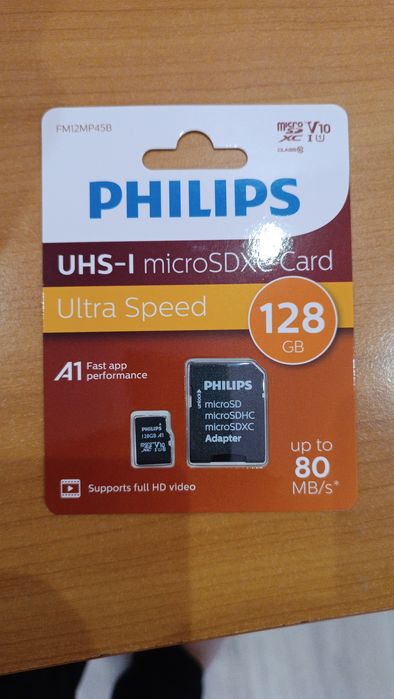 FM12MP45B
micro SD XC V10 I U1
CLASS 10
PHILIPS
UHS-I microSDXC Card
Ultra Speed
128
GB
A1 Fast app
performance
PHILIPS
unlock
microSD
microSDHC
microSDXC
Adapter
PHILIPS
128GB A1
up to
80
MB/s*
Supports full HD video